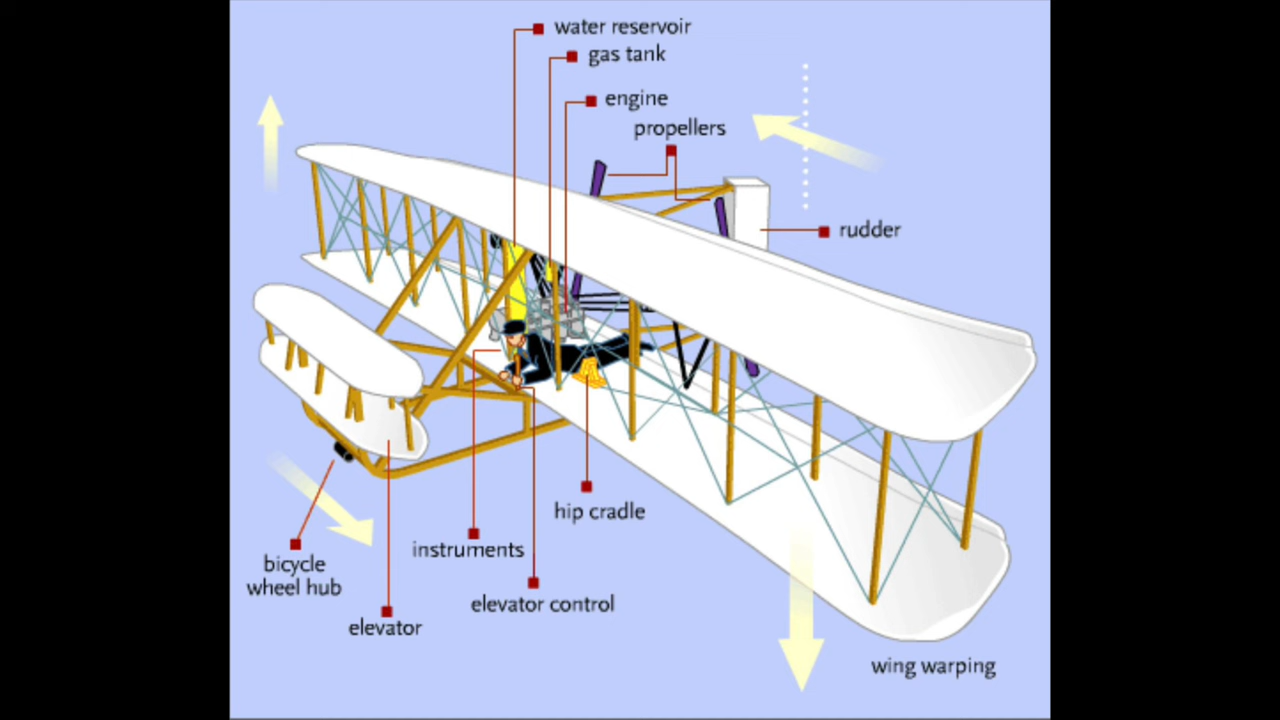 water reservoir
gas tank
engine
propellers
rudder
hip cradle
instruments
bicycle
wheel hub
elevator control
elevator
wing warping